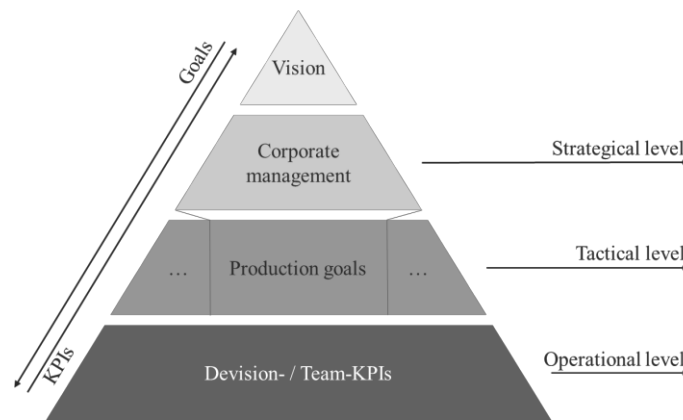 Goals
Vision
Corporate
management
Strategical level
… Production goals …
Tactical level
KPIs
Devision- / Team-KPIs
Operational level